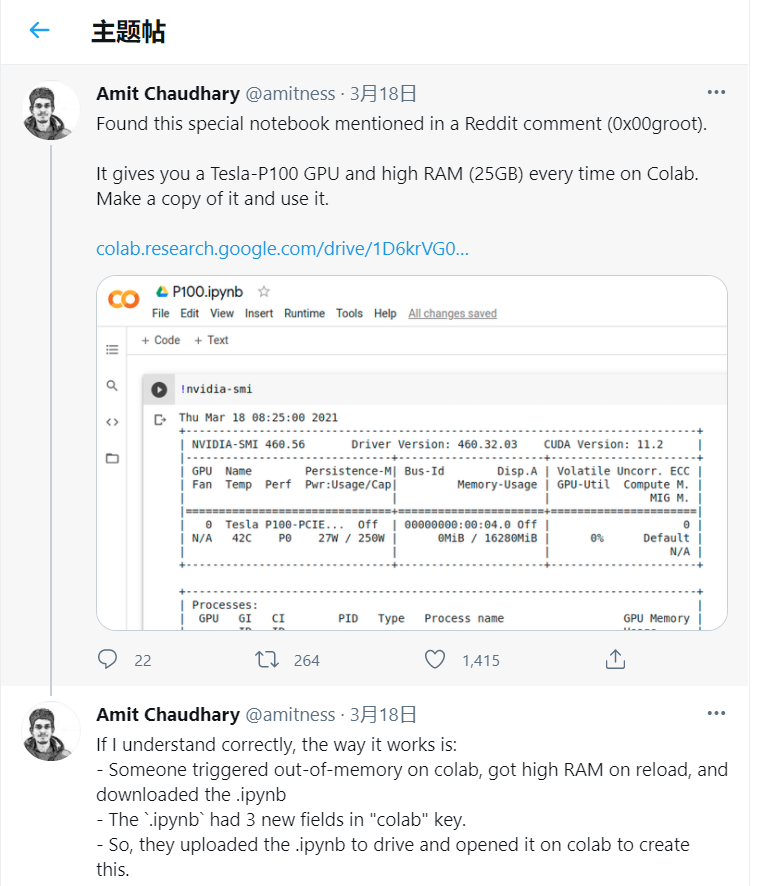 主题帖
Amit Chaudhary @amitness · 3月18日
Found this special notebook mentioned in a Reddit comment (0x00groot).
It gives you a Tesla-P100 GPU and high RAM (25GB) every time on Colab.
Make a copy of it and use it.
colab.research.google.com/drive/1D6krVG0...
P100.ipynb
File Edit View Insert Runtime Tools Help All changes saved
+ Code + Text
!nvidia-smi
Thu Mar 18 08:25:00 2021
+-----------------------------------------------------------------------------+
| NVIDIA-SMI 460.56       Driver Version: 460.32.03    CUDA Version: 11.2     |
|-------------------------------+----------------------+----------------------+
| GPU  Name        Persistence-M| Bus-Id        Disp.A | Volatile Uncorr. ECC |
| Fan  Temp  Perf  Pwr:Usage/Cap|         Memory-Usage | GPU-Util  Compute M. |
|                               |                      |               MIG M. |
|===============================+======================+======================|
|   0  Tesla P100-PCIE...  Off  | 00000000:00:04.0 Off |                    0 |
| N/A   42C    P0    27W / 250W |      0MiB / 16280MiB |      0%      Default |
|                               |                      |                  N/A |
+-------------------------------+----------------------+----------------------+
+-----------------------------------------------------------------------------+
| Processes:                                                                  |
|  GPU   GI   CI        PID   Type   Process name                  GPU Memory |
22 264 1,415
Amit Chaudhary @amitness · 3月18日
If I understand correctly, the way it works is:
- Someone triggered out-of-memory on colab, got high RAM on reload, and
downloaded the .ipynb
- The `.ipynb` had 3 new fields in "colab" key.
- So, they uploaded the .ipynb to drive and opened it on colab to create
this.